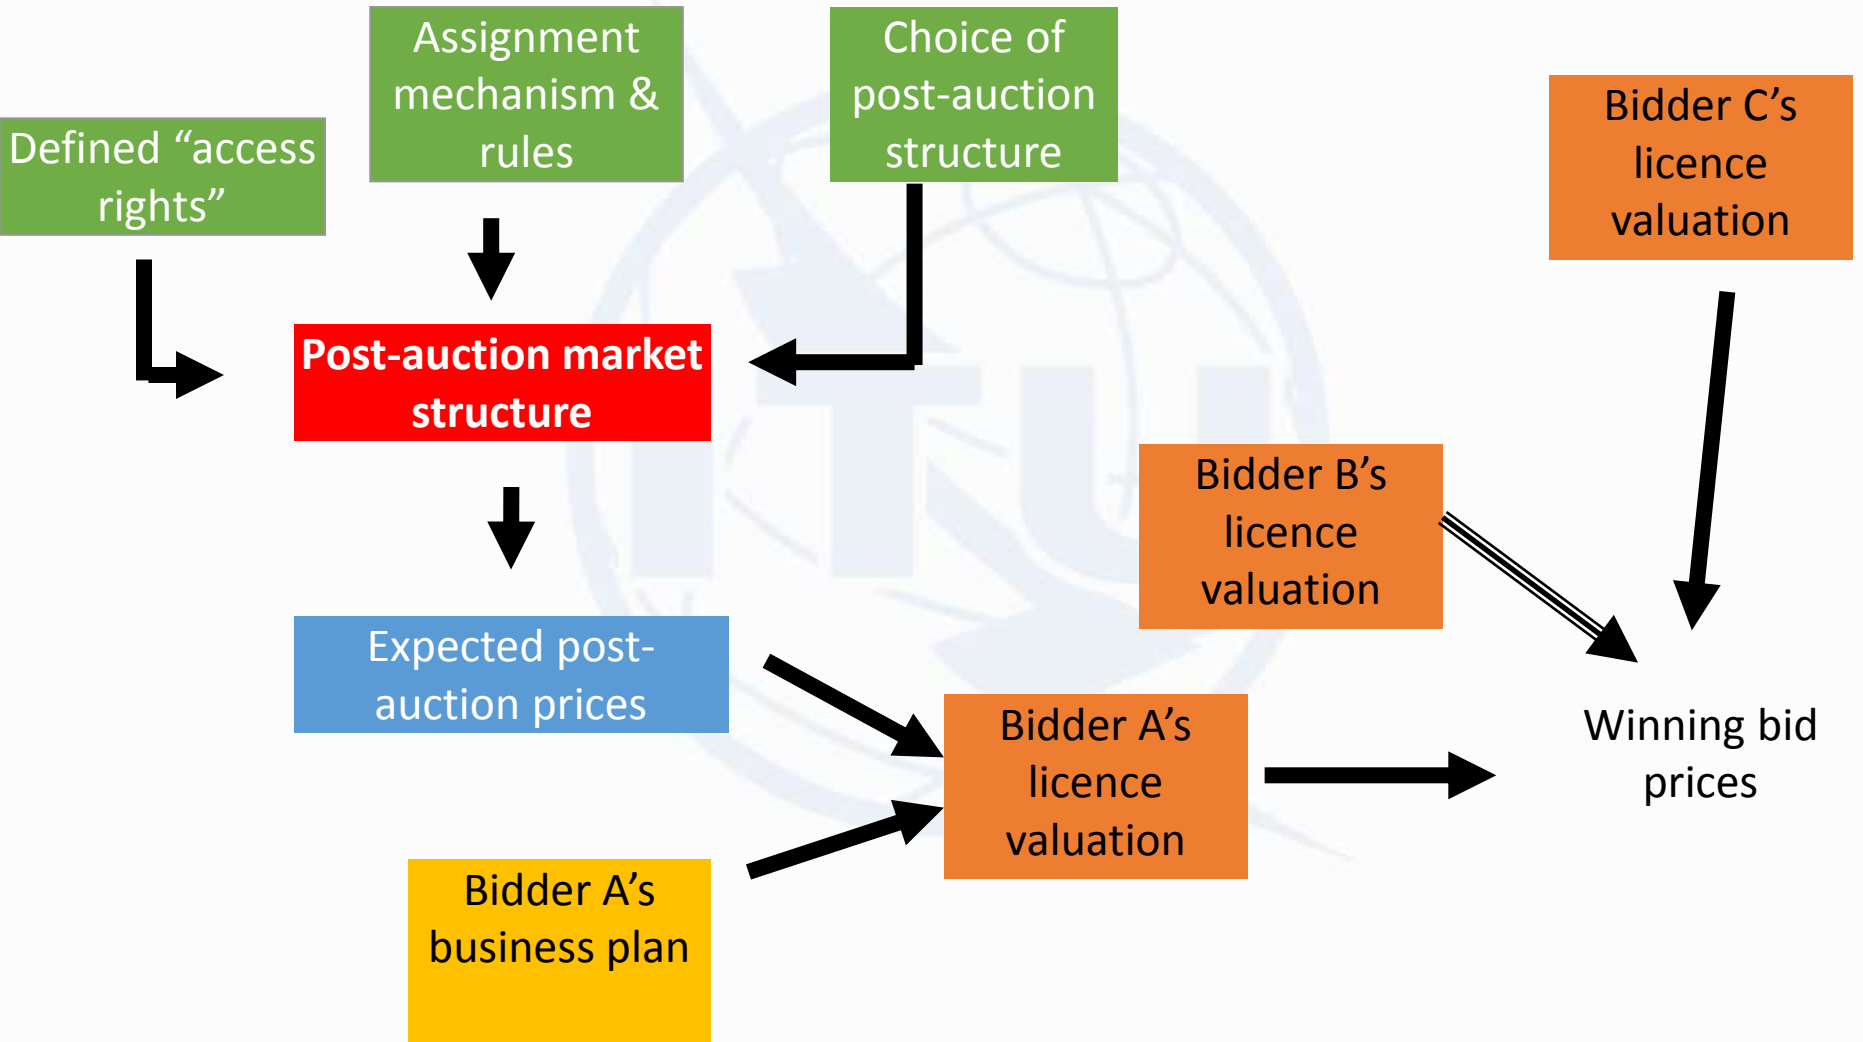 Assignment
mechanism &
rules
Choice of
post-auction
structure
Bidder C’s
licence
valuation
Defined “access
rights”
Post-auction market
structure
Bidder B’s
licence
valuation
Expected post-
auction prices
Bidder A’s
licence
valuation
Winning bid
prices
Bidder A’s
business plan
ITU